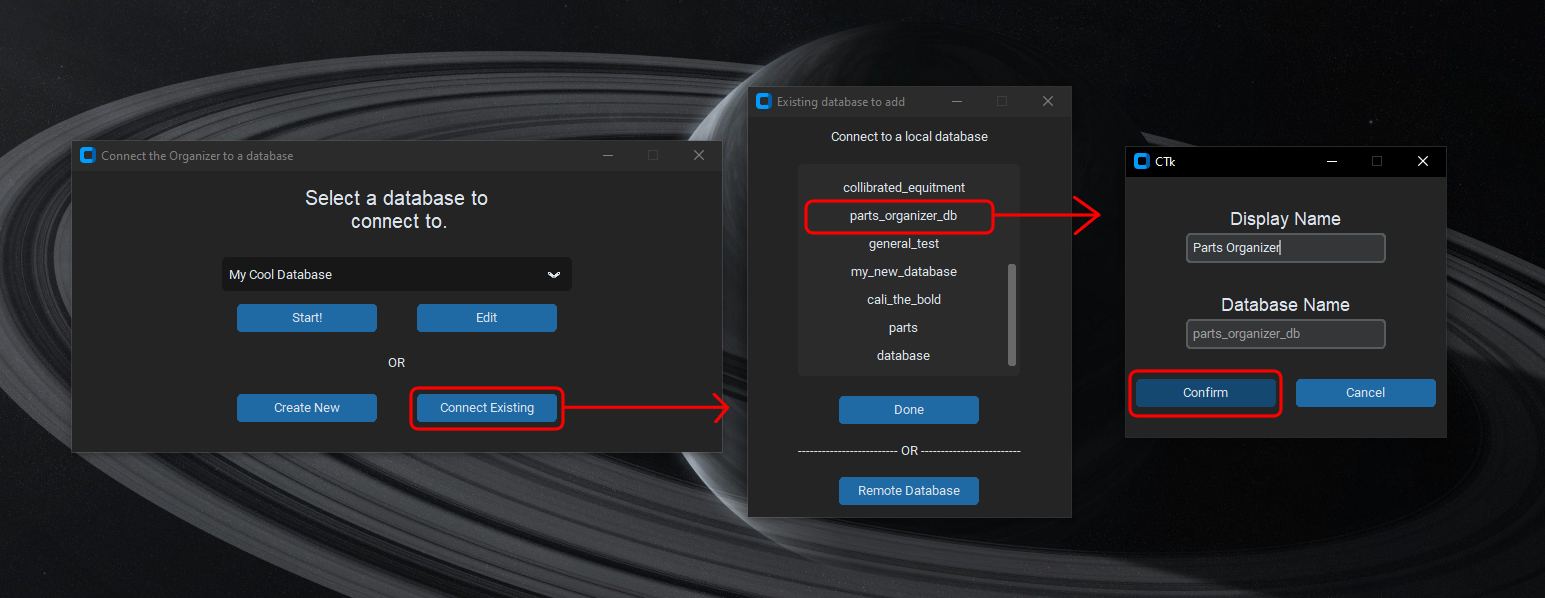 Connect the Organizer to a database
Select a database to
connect to.
My Cool Database
Start!
Edit
OR
Create New
Connect Existing
Existing database to add
Connect to a local database
collibrated_equitment
parts_organizer_db
general_test
my_new_database
cali_the_bold
parts
database
Done
------------------------- OR -------------------------
Remote Database
CTk
Display Name
Parts Organizer
Database Name
parts_organizer_db
Confirm
Cancel